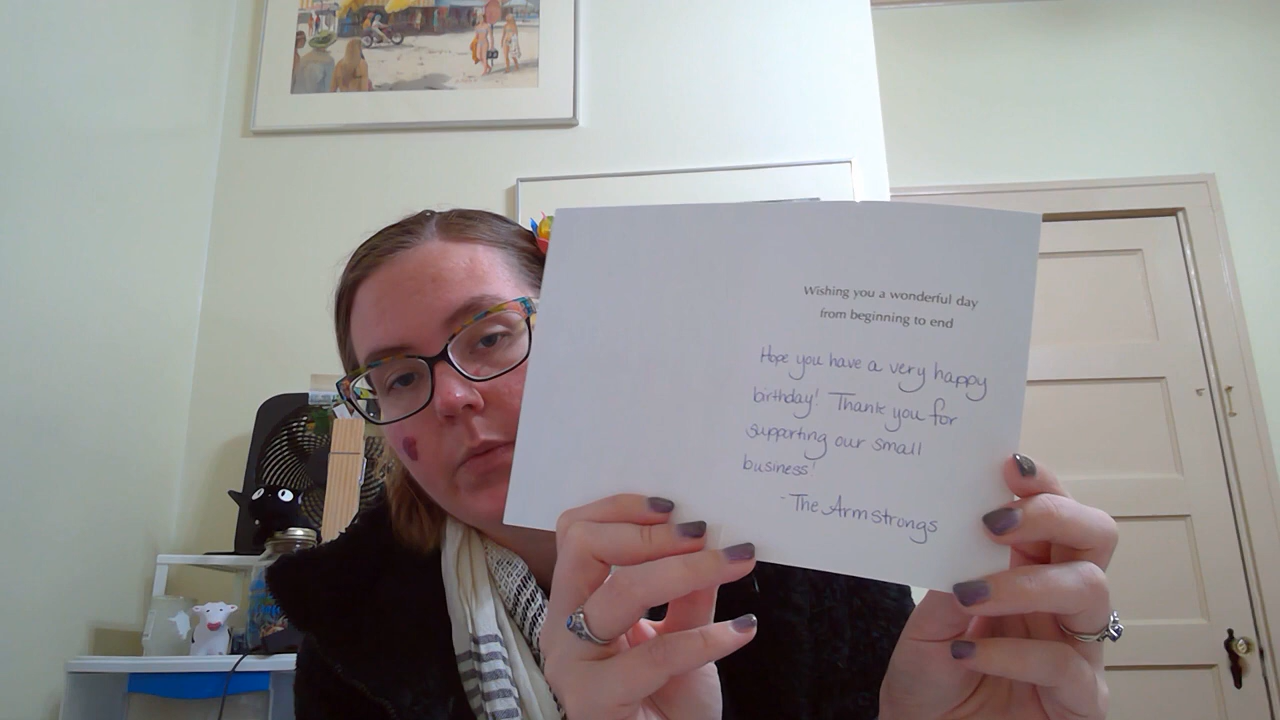 Wishing you a wonderful day
from beginning to end
Hope you have a very happy
birthday! Thank you for
supporting our small
business!
-The Armstrongs